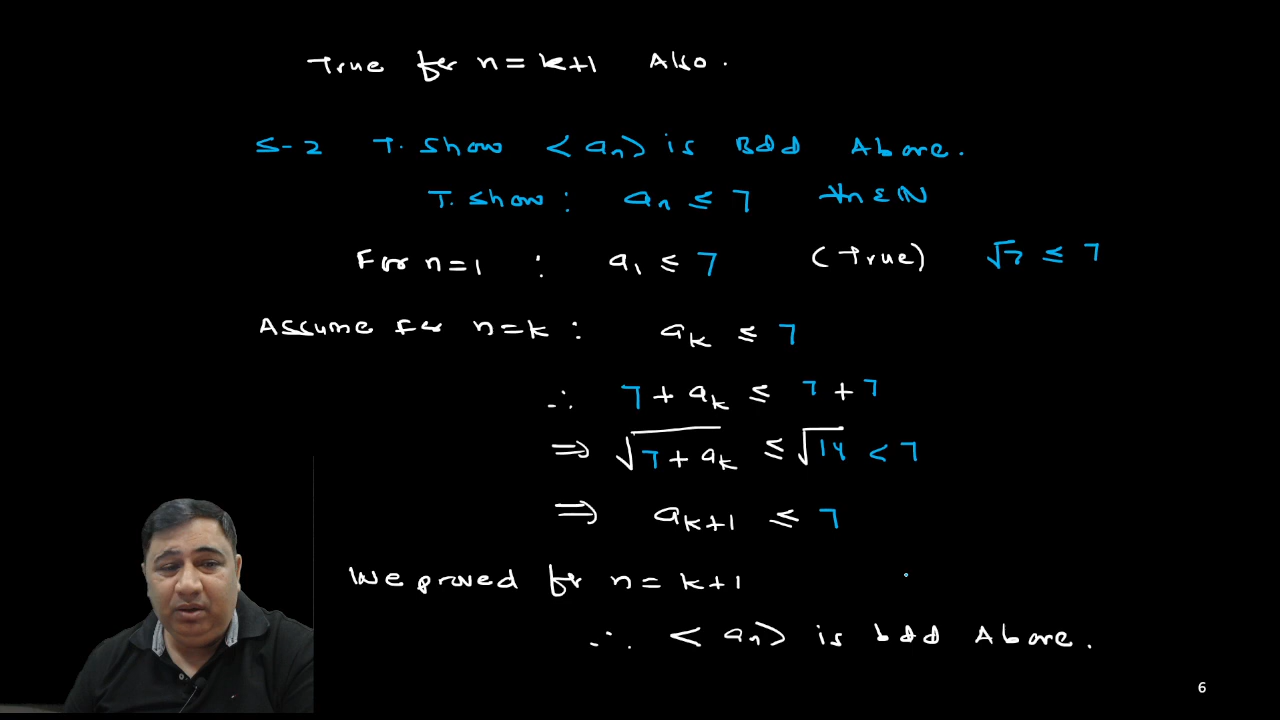 True for n = k+1 Also.
S-2 T. show <aₙ> is Bdd Above.
T. show : aₙ ≤ 7 ∀n ∈ ℕ
For n=1 : a₁ ≤ 7 (True) √7 ≤ 7
Assume for n=k : aₖ ≤ 7
∴ 7 + aₖ ≤ 7 + 7
⇒ √(7 + aₖ) ≤ √14 < 7
⇒ aₖ₊₁ ≤ 7
We proved for n = k+1
∴ <aₙ> is bdd Above.
6